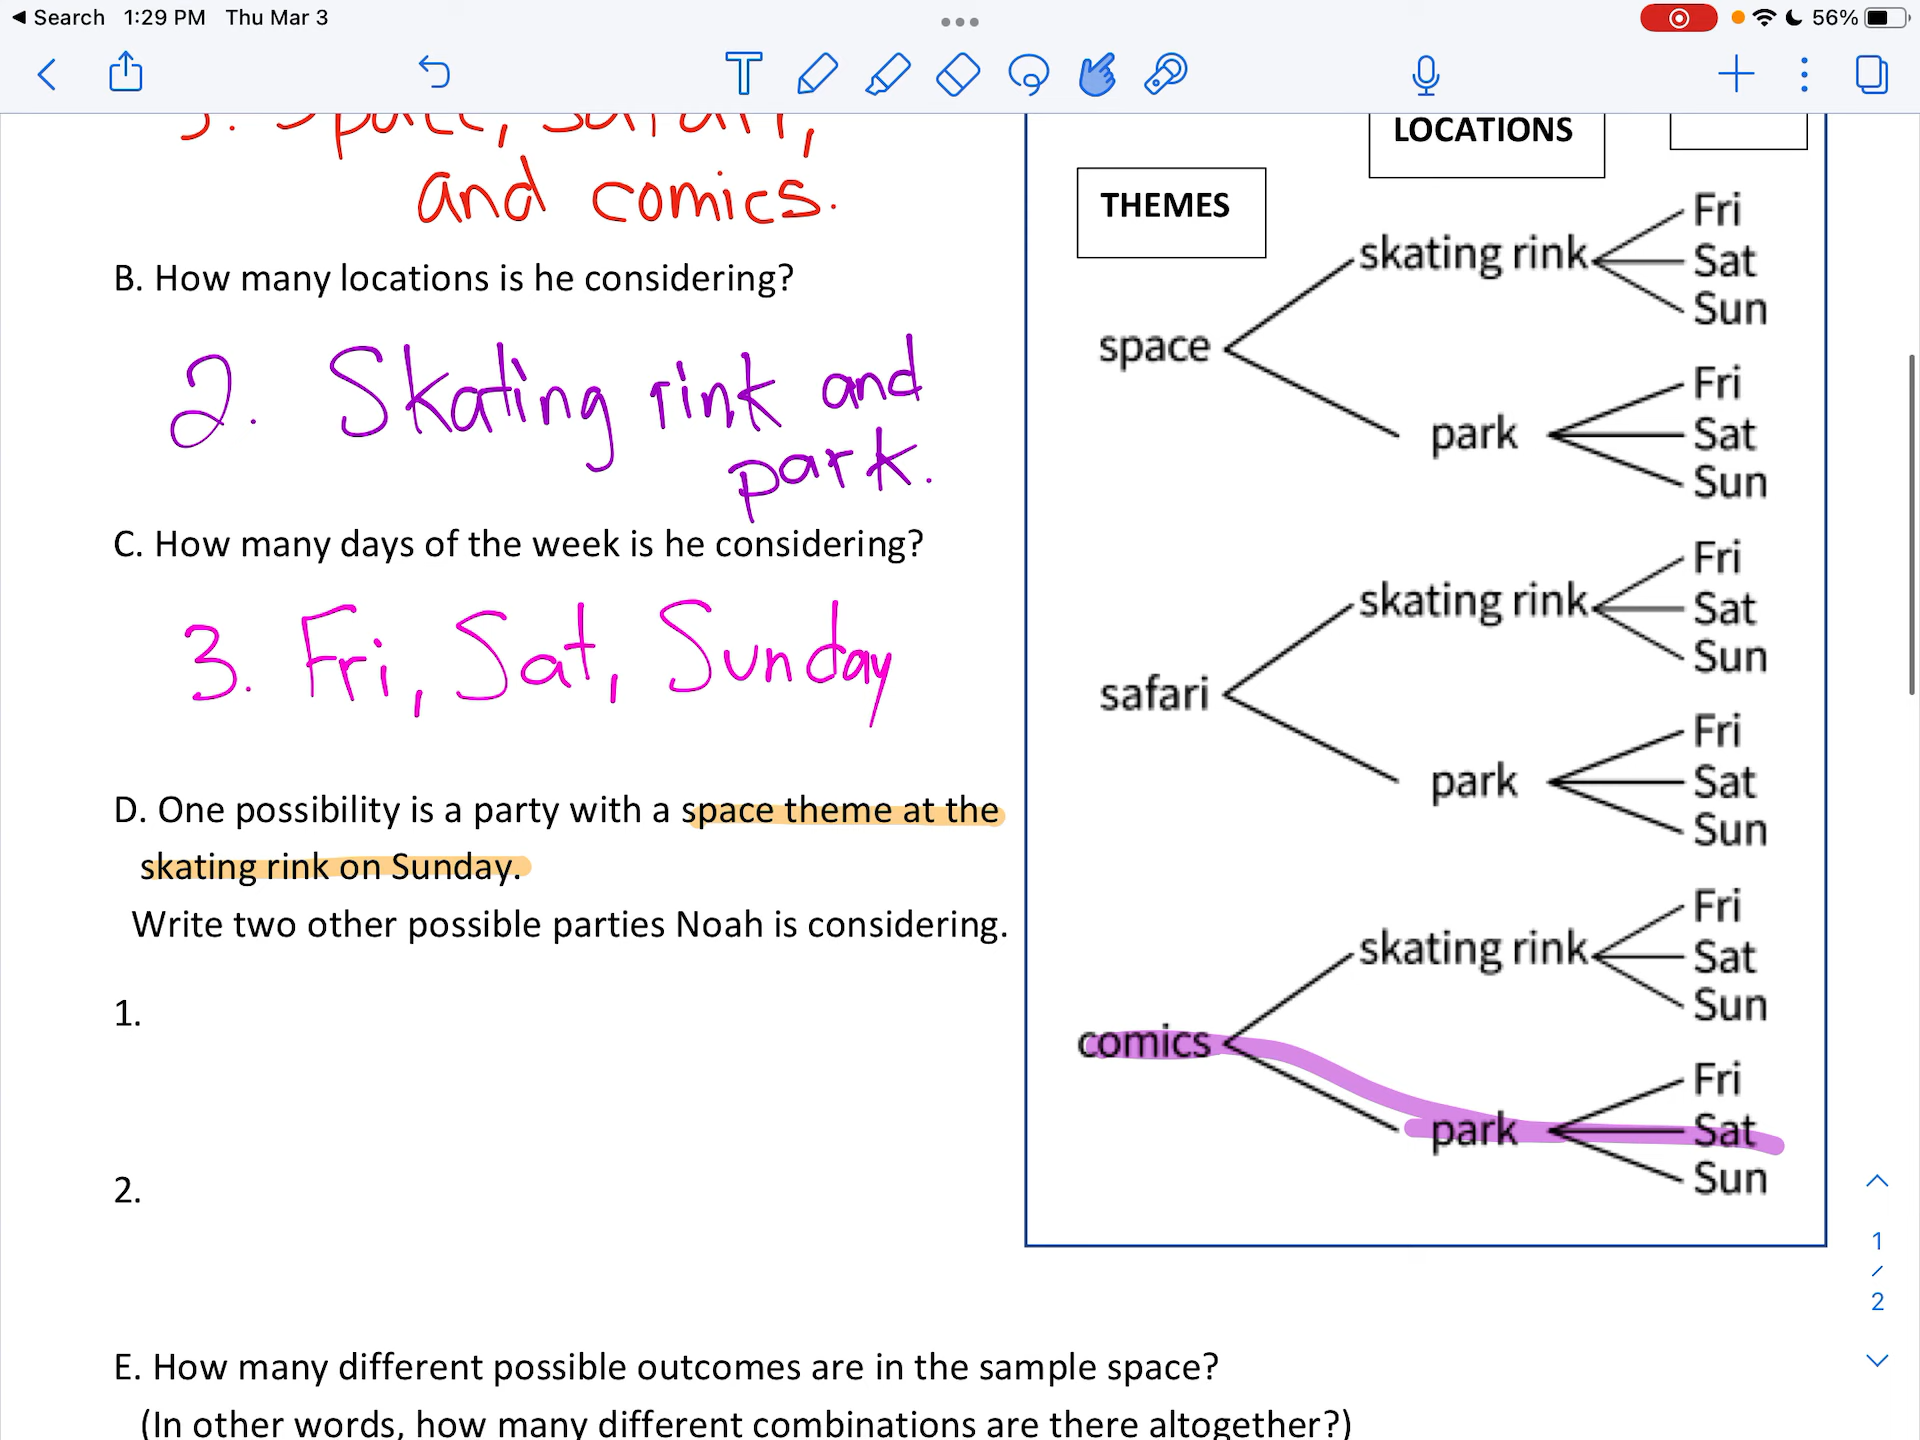 Search 1:29 PM Thu Mar 3
56%
and comics.
B. How many locations is he considering?
2. Skating rink and
park.
C. How many days of the week is he considering?
3. Fri, Sat, Sunday
D. One possibility is a party with a space theme at the
skating rink on Sunday.
Write two other possible parties Noah is considering.
1.
2.
E. How many different possible outcomes are in the sample space?
(In other words, how many different combinations are there altogether?)
LOCATIONS
THEMES
space
skating rink
Fri
Sat
Sun
park
Fri
Sat
Sun
safari
skating rink
Fri
Sat
Sun
park
Fri
Sat
Sun
comics
skating rink
Fri
Sat
Sun
park
Fri
Sat
Sun
1
/
2